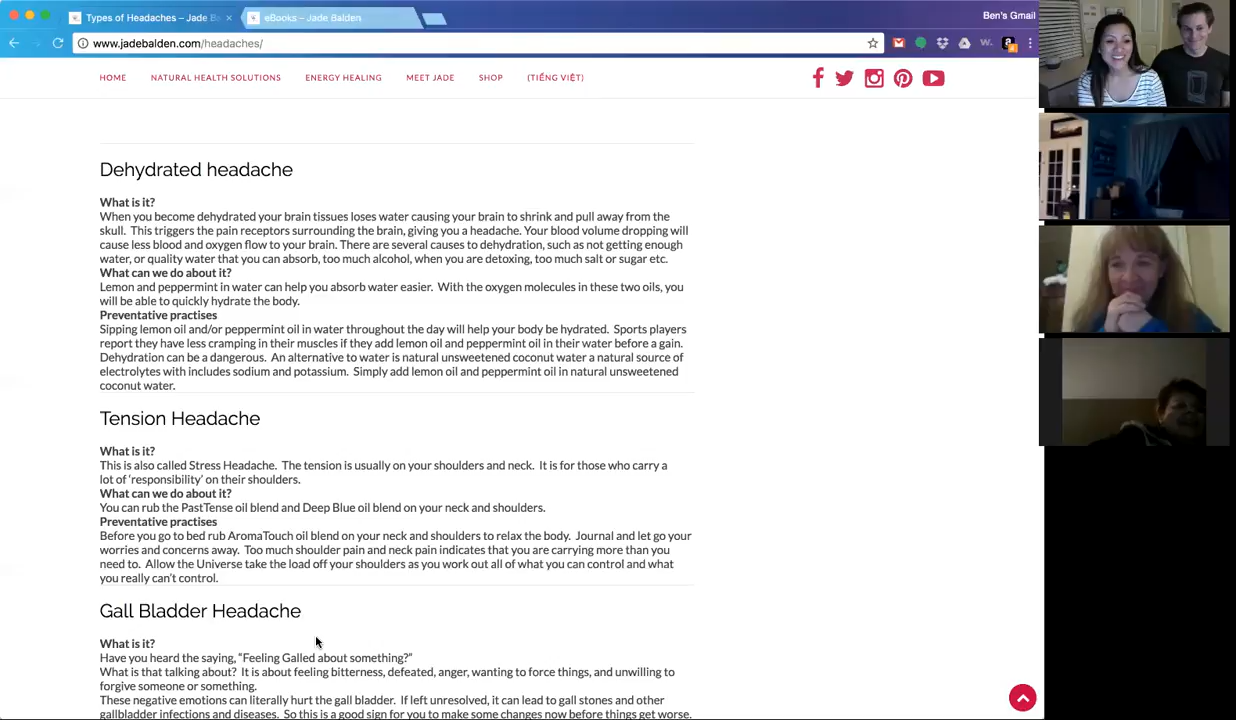 Types of Headaches – Jade B
eBooks – Jade Balden
Ben's Gmail
www.jadebalden.com/headaches/
HOME
NATURAL HEALTH SOLUTIONS
ENERGY HEALING
MEET JADE
SHOP
(TIẾNG VIỆT)
Dehydrated headache
What is it?
When you become dehydrated your brain tissues loses water causing your brain to shrink and pull away from the
skull. This triggers the pain receptors surrounding the brain, giving you a headache. Your blood volume dropping will
cause less blood and oxygen flow to your brain. There are several causes to dehydration, such as not getting enough
water, or quality water that you can absorb, too much alcohol, when you are detoxing, too much salt or sugar etc.
What can we do about it?
Lemon and peppermint in water can help you absorb water easier. With the oxygen molecules in these two oils, you
will be able to quickly hydrate the body.
Preventative practises
Sipping lemon oil and/or peppermint oil in water throughout the day will help your body be hydrated. Sports players
report they have less cramping in their muscles if they add lemon oil and peppermint oil in their water before a gain.
Dehydration can be a dangerous. An alternative to water is natural unsweetened coconut water a natural source of
electrolytes with includes sodium and potassium. Simply add lemon oil and peppermint oil in natural unsweetened
coconut water.
Tension Headache
What is it?
This is also called Stress Headache. The tension is usually on your shoulders and neck. It is for those who carry a
lot of 'responsibility' on their shoulders.
What can we do about it?
You can rub the PastTense oil blend and Deep Blue oil blend on your neck and shoulders.
Preventative practises
Before you go to bed rub AromaTouch oil blend on your neck and shoulders to relax the body. Journal and let go your
worries and concerns away. Too much shoulder pain and neck pain indicates that you are carrying more than you
need to. Allow the Universe take the load off your shoulders as you work out all of what you can control and what
you really can't control.
Gall Bladder Headache
What is it?
Have you heard the saying, "Feeling Galled about something?"
What is that talking about? It is about feeling bitterness, defeated, anger, wanting to force things, and unwilling to
forgive someone or something.
These negative emotions can literally hurt the gall bladder. If left unresolved, it can lead to gall stones and other
gallbladder infections and diseases. So this is a good sign for you to make some changes now before things get worse.